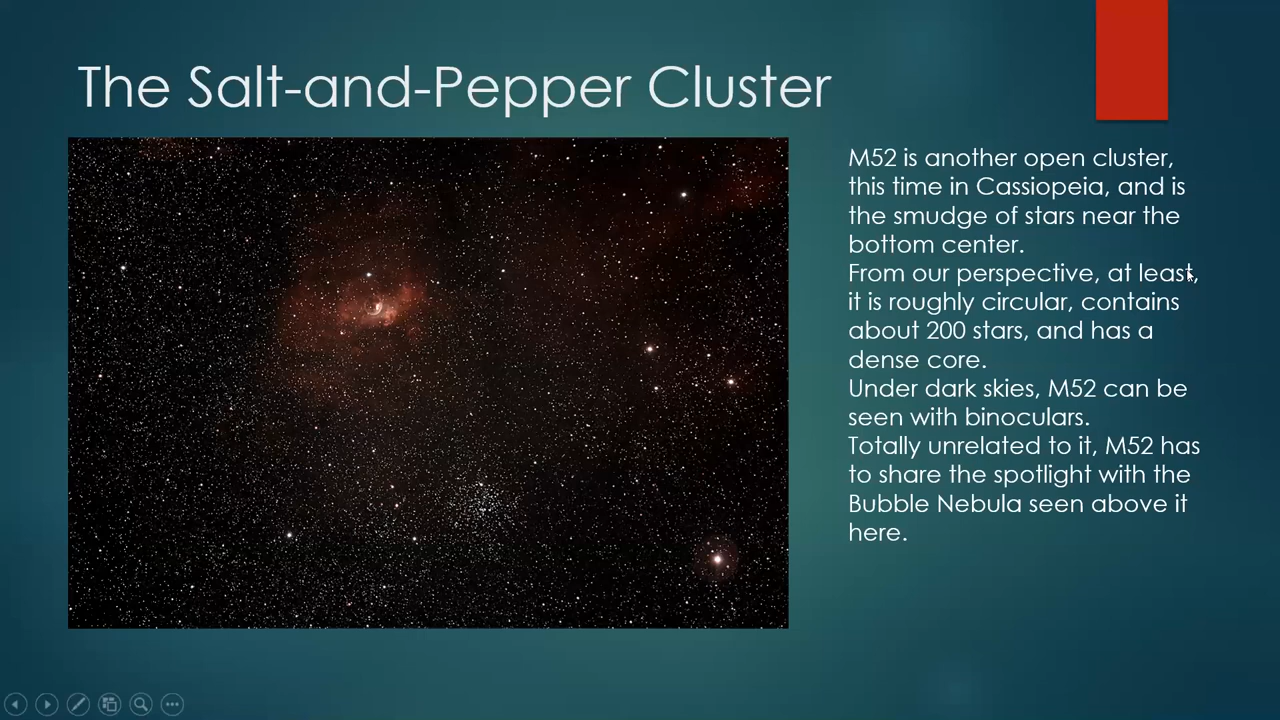 The Salt-and-Pepper Cluster
M52 is another open cluster,
this time in Cassiopeia, and is
the smudge of stars near the
bottom center.
From our perspective, at least,
it is roughly circular, contains
about 200 stars, and has a
dense core.
Under dark skies, M52 can be
seen with binoculars.
Totally unrelated to it, M52 has
to share the spotlight with the
Bubble Nebula seen above it
here.